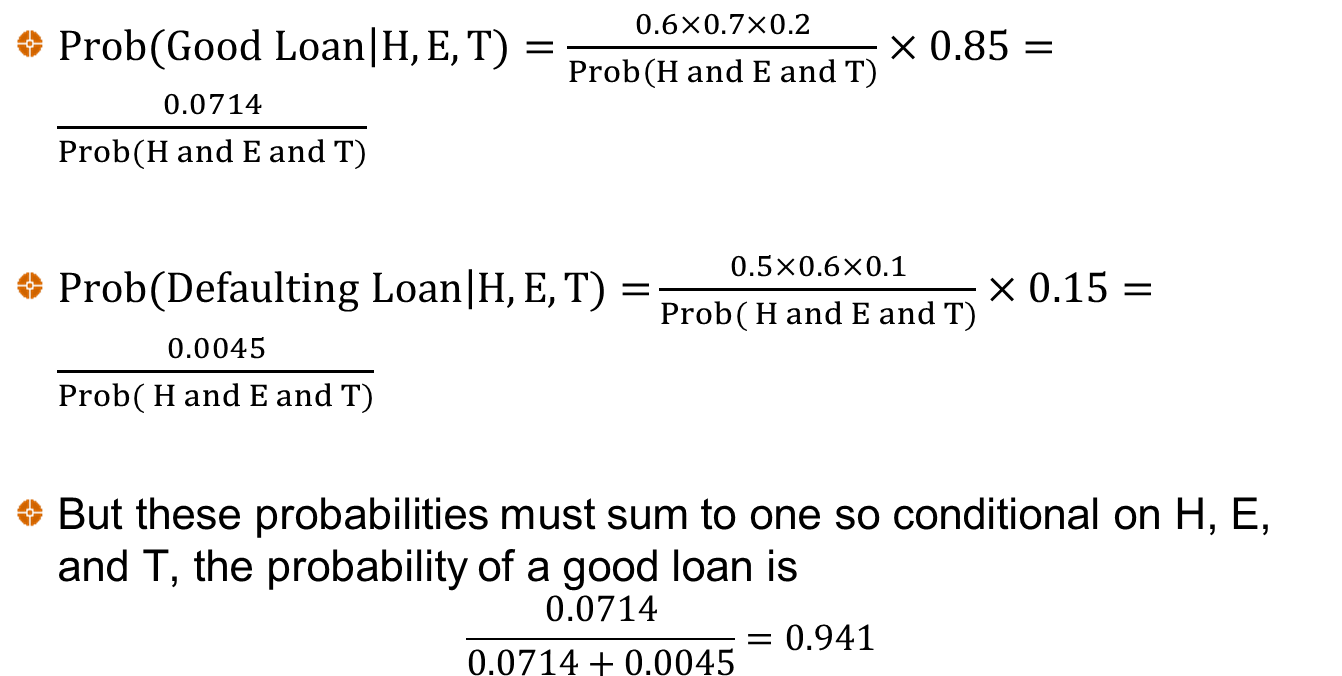 Prob(Good Loan|H, E, T) = 0.6×0.7×0.2 / Prob(H and E and T) × 0.85 =
0.0714 / Prob(H and E and T)
Prob(Defaulting Loan|H, E, T) = 0.5×0.6×0.1 / Prob( H and E and T) × 0.15 =
0.0045 / Prob( H and E and T)
But these probabilities must sum to one so conditional on H, E,
and T, the probability of a good loan is
0.0714 / 0.0714 + 0.0045 = 0.941